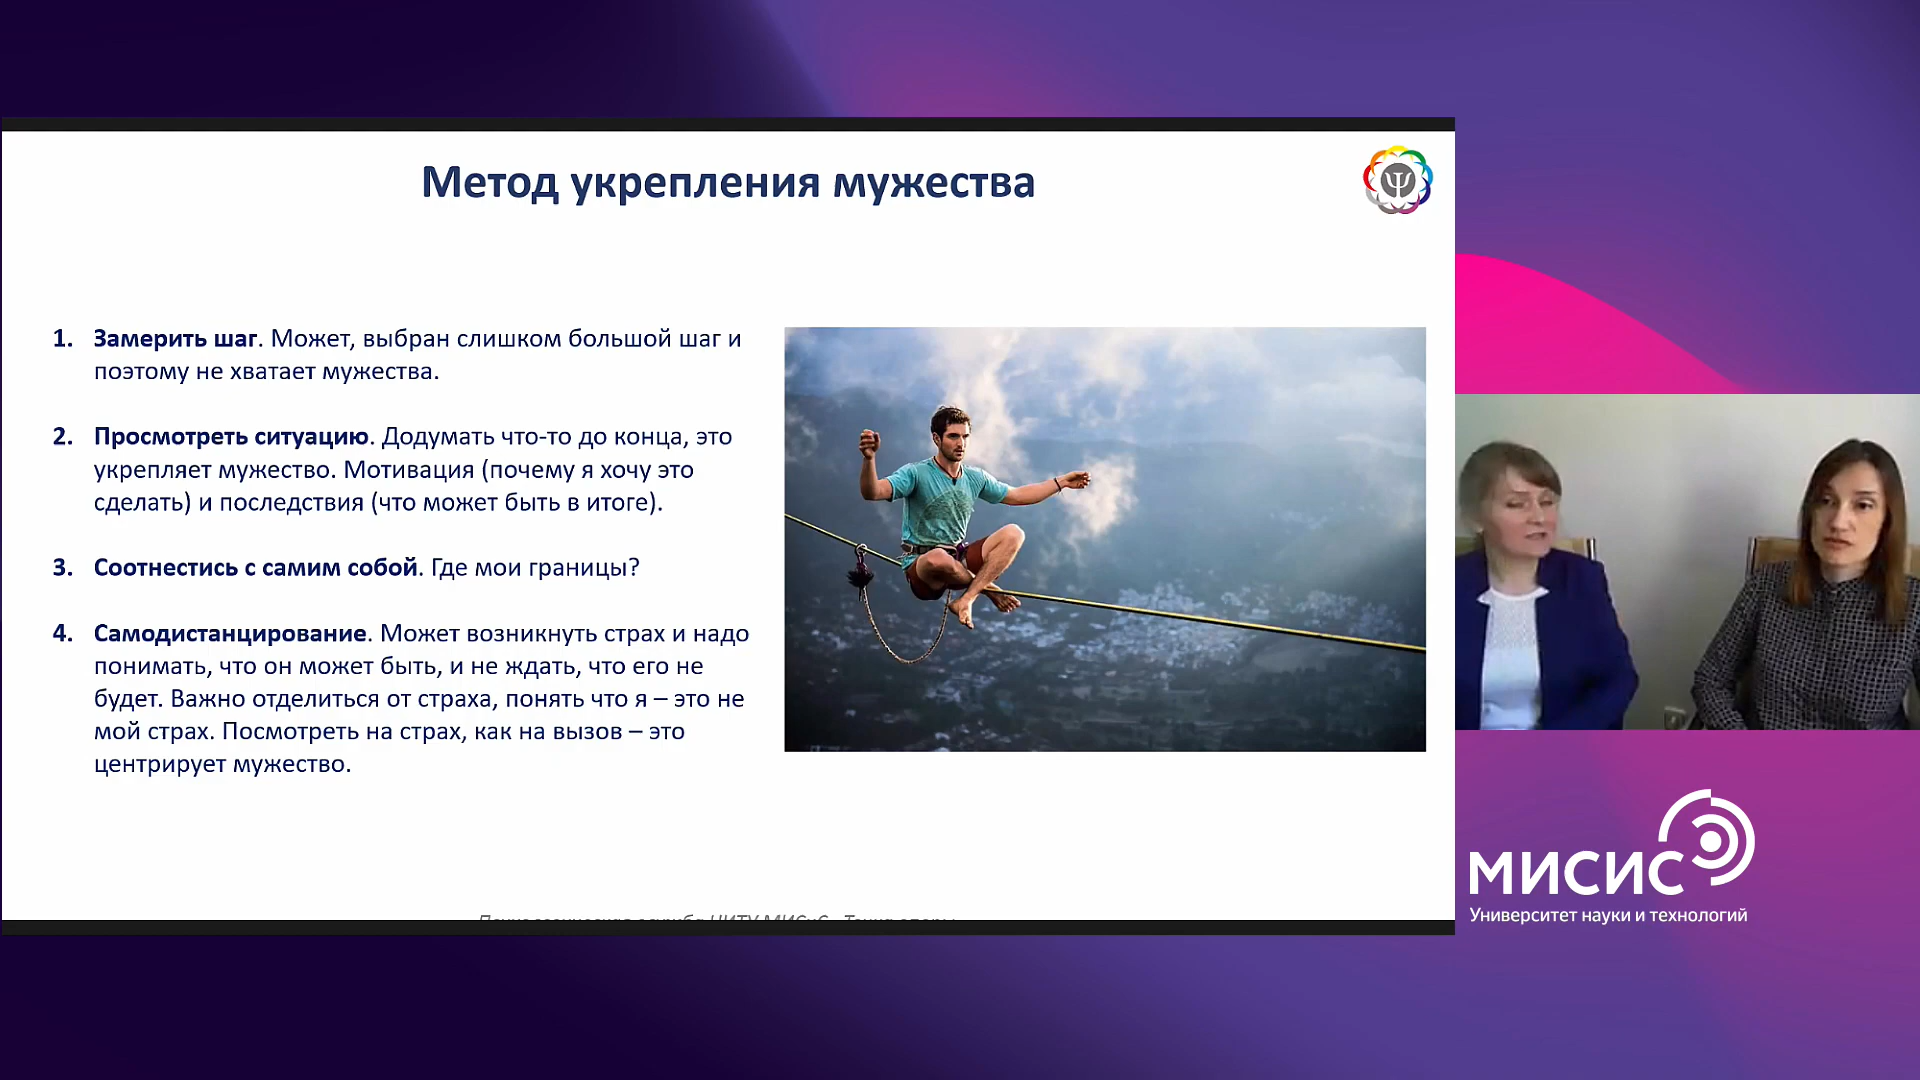 Метод укрепления мужества
1. Замерить шаг. Может, выбран слишком большой шаг и
поэтому не хватает мужества.
2. Просмотреть ситуацию. Додумать что-то до конца, это
укрепляет мужество. Мотивация (почему я хочу это
сделать) и последствия (что может быть в итоге).
3. Соотнестись с самим собой. Где мои границы?
4. Самодистанцирование. Может возникнуть страх и надо
понимать, что он может быть, и не ждать, что его не
будет. Важно отделиться от страха, понять что я – это не
мой страх. Посмотреть на страх, как на вызов – это
центрирует мужество.
МИСИС
Университет науки и технологий